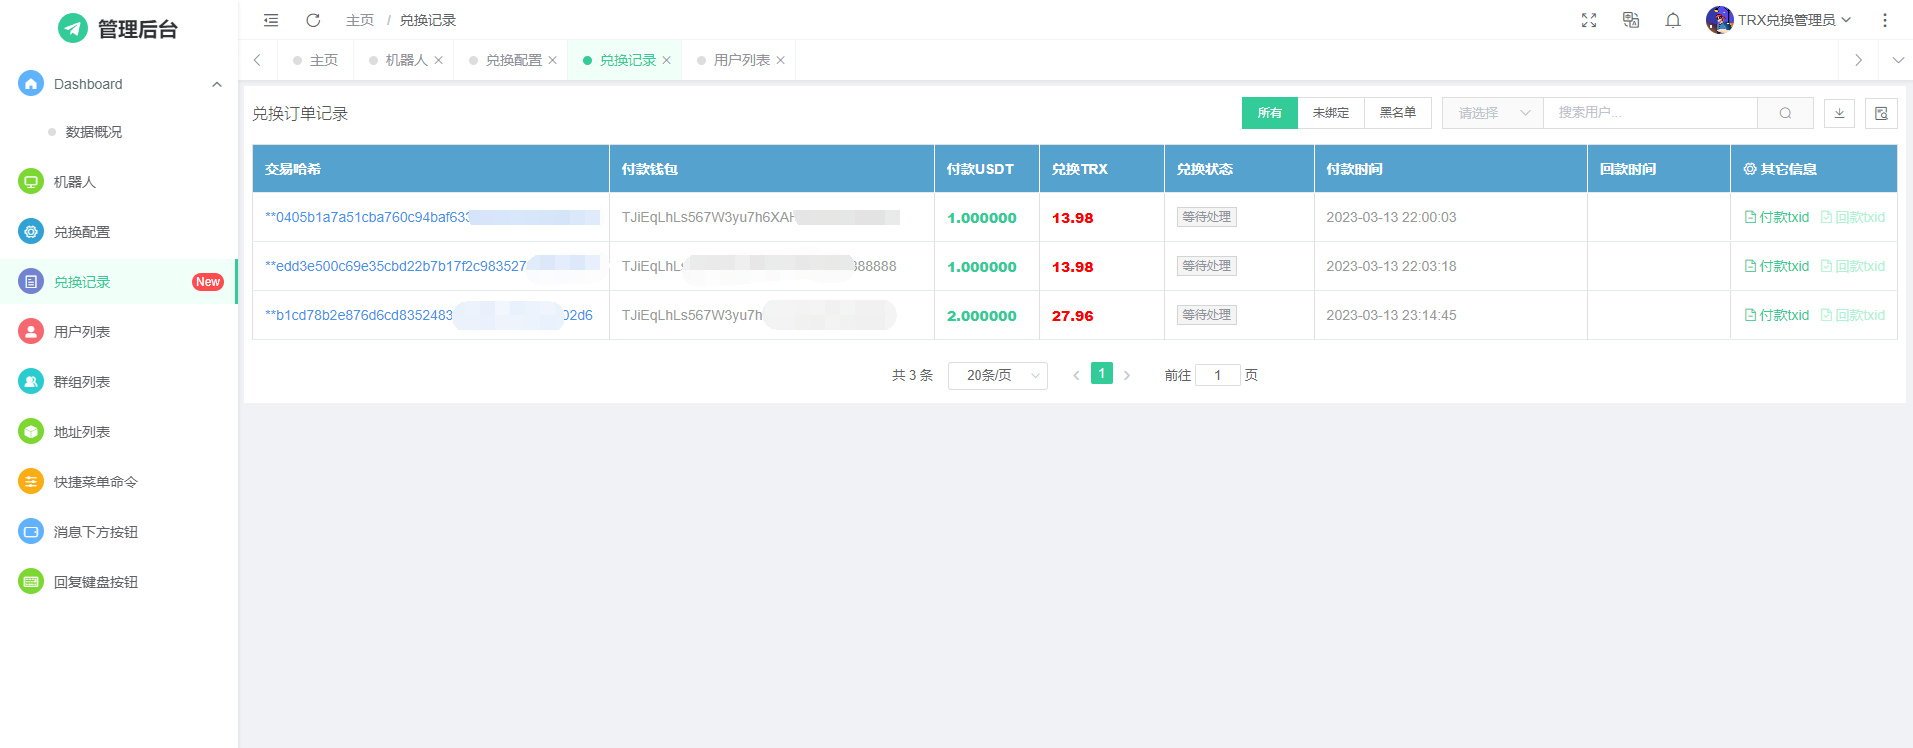 管理后台
Dashboard
数据概况
机器人
兑换配置
兑换记录 New
用户列表
群组列表
地址列表
快捷菜单命令
消息下方按钮
回复键盘按钮
主页 / 兑换记录
TRX兑换管理员
主页 机器人 兑换配置 兑换记录 用户列表
兑换订单记录
所有 未绑定 黑名单 请选择 搜索用户...
交易哈希 付款钱包 付款USDT 兑换TRX 兑换状态 付款时间 回款时间 其它信息
**0405b1a7a51cba760c94baf633 TJiEqLhLs567W3yu7h6XAH 1.000000 13.98 等待处理 2023-03-13 22:00:03 付款txid 回款txid
**edd3e500c69e35cbd22b7b17f2c983527 TJiEqLhL 888888 1.000000 13.98 等待处理 2023-03-13 22:03:18 付款txid 回款txid
**b1cd78b2e876d6cd8352483 02d6 TJiEqLhLs567W3yu7h 2.000000 27.96 等待处理 2023-03-13 23:14:45 付款txid 回款txid
共 3 条 20条/页 1 前往 1 页